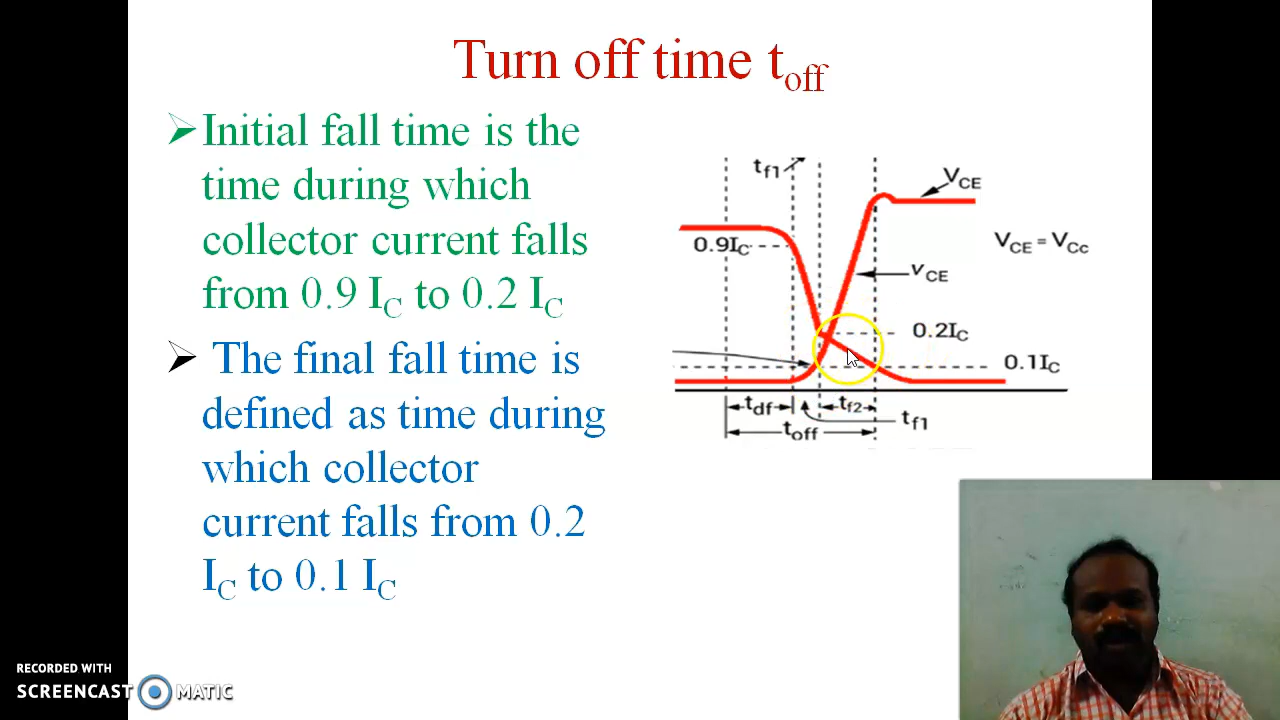 Turn off time toff
➢Initial fall time is the
time during which
collector current falls
from 0.9 IC to 0.2 IC
➢ The final fall time is
defined as time during
which collector
current falls from 0.2
IC to 0.1 IC
tf1
VCE
0.9IC
VCE = VCc
vCE
0.2IC
0.1IC
tdf
tf2
tf1
toff
RECORDED WITH
SCREENCAST MATIC